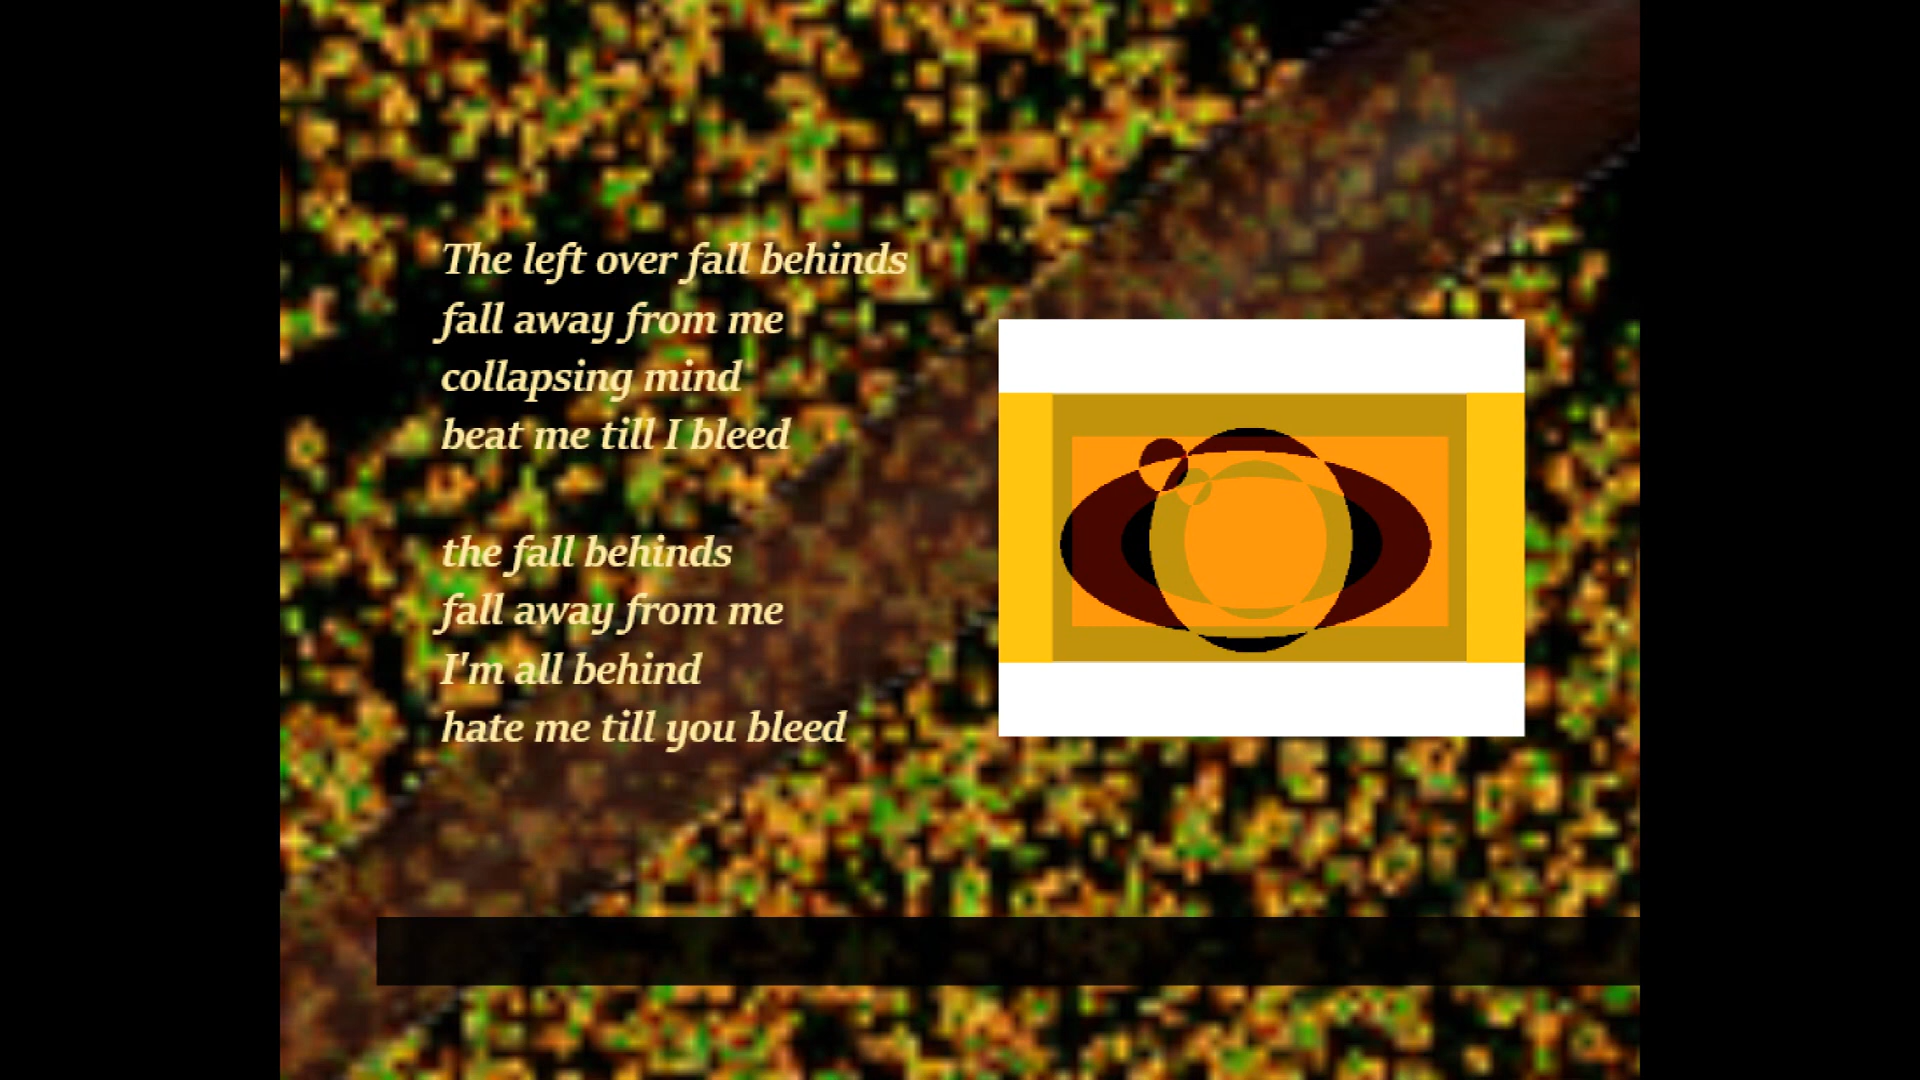 The left over fall behinds
fall away from me
collapsing mind
beat me till I bleed
the fall behinds
fall away from me
I'm all behind
hate me till you bleed